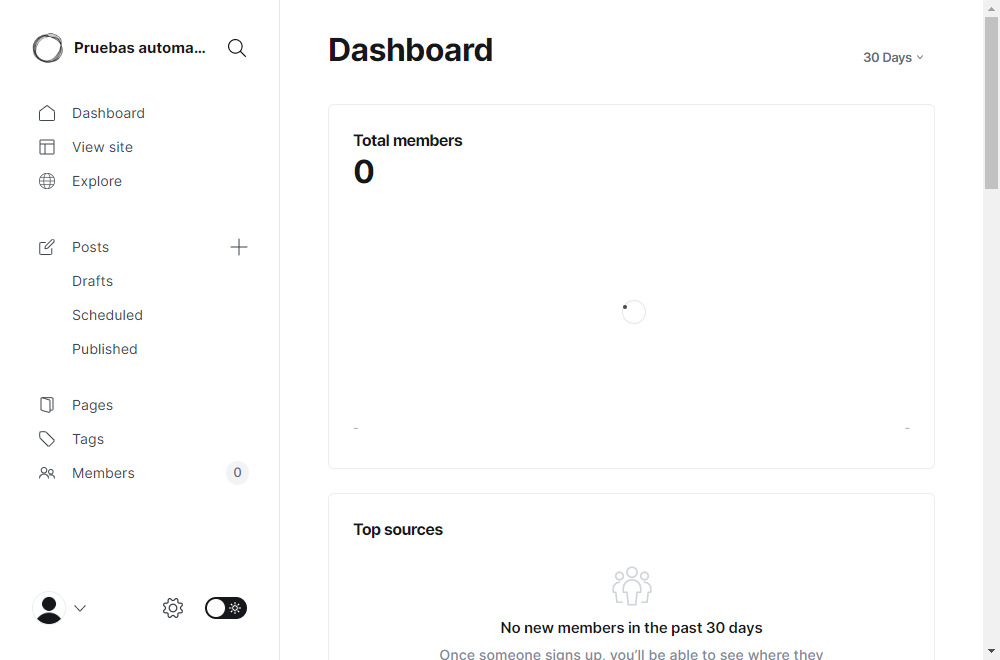 Pruebas automa...
Dashboard
View site
Explore
Posts
Drafts
Scheduled
Published
Pages
Tags
Members
0
Dashboard
30 Days
Total members
0
-
-
Top sources
No new members in the past 30 days
Once someone signs up, you'll be able to see where they